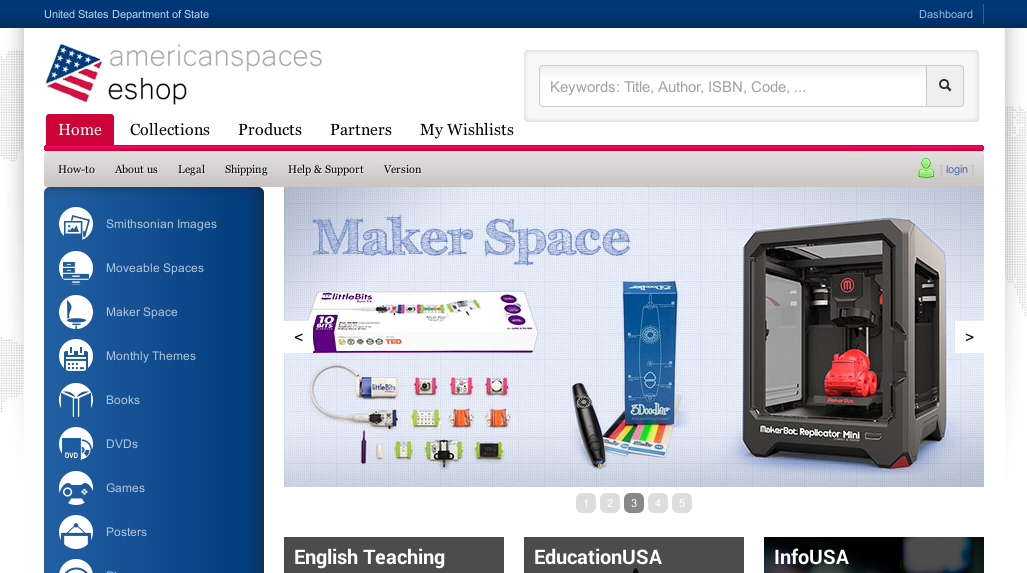 United States Department of State
Dashboard
americanspaces
eshop
Keywords: Title, Author, ISBN, Code, ...
Home Collections Products Partners My Wishlists
How-to About us Legal Shipping Help & Support Version
[ login ]
Smithsonian Images
Moveable Spaces
Maker Space
Monthly Themes
Books
DVD
DVDs
Games
Posters
Maker Space
littleBits
10
BITS
TED
littleBits
3Doodler
MakerBot
MakerBot Replicator Mini
<
>
1 2 3 4 5
English Teaching
EducationUSA
InfoUSA